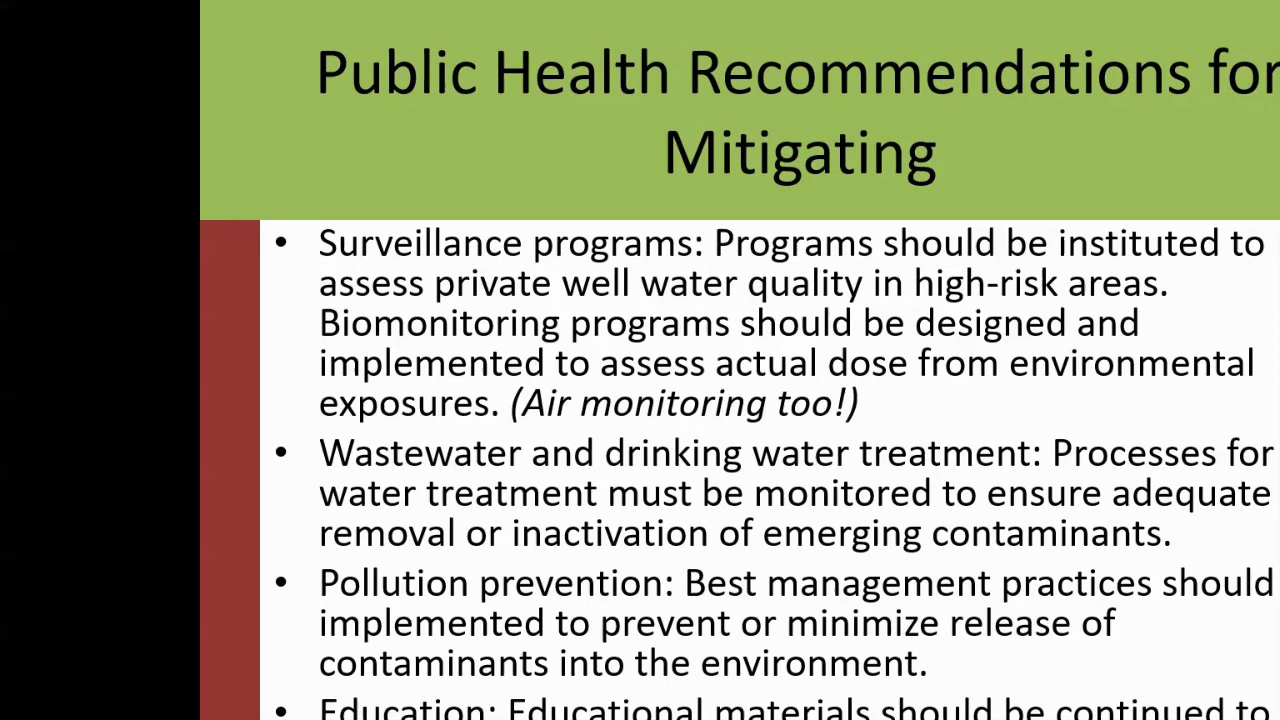 Public Health Recommendations for
Mitigating
• Surveillance programs: Programs should be instituted to
assess private well water quality in high-risk areas.
Biomonitoring programs should be designed and
implemented to assess actual dose from environmental
exposures. (Air monitoring too!)
• Wastewater and drinking water treatment: Processes for
water treatment must be monitored to ensure adequate
removal or inactivation of emerging contaminants.
• Pollution prevention: Best management practices should
implemented to prevent or minimize release of
contaminants into the environment.
• Education: Educational materials should be continued to